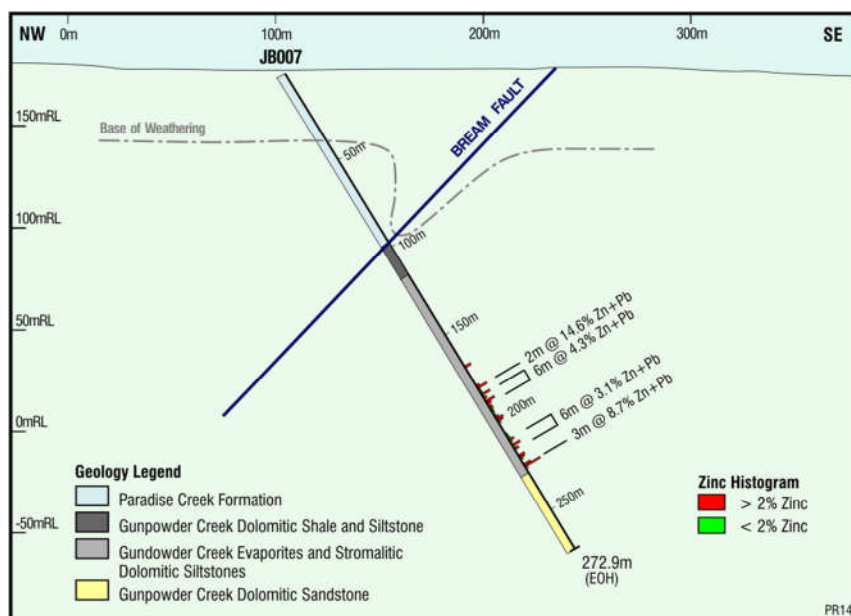 NW 0m 100m 200m 300m SE
JB007
150mRL
Base of Weathering
50m
BREAM FAULT
100mRL
100m
50mRL
150m
2m @ 14.6% Zn+Pb
6m @ 4.3% Zn+Pb
0mRL
200m
6m @ 3.1% Zn+Pb
3m @ 8.7% Zn+Pb
-50mRL
250m
272.9m
(EOH)
Geology Legend
Paradise Creek Formation
Gunpowder Creek Dolomitic Shale and Siltstone
Gundowder Creek Evaporites and Stromalitic
Dolomitic Siltstones
Gunpowder Creek Dolomitic Sandstone
Zinc Histogram
> 2% Zinc
< 2% Zinc
PR14